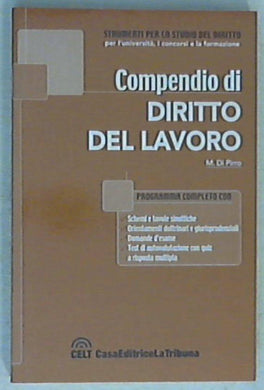 STRUMENTI PER LO STUDIO DEL DIRITTO
per l'università, i concorsi e la formazione
Compendio di
DIRITTO
DEL LAVORO
M. Di Pirro
PROGRAMMA COMPLETO CON
Schemi e tavole sinottiche
Orientamenti dottrinari e giurisprudenziali
Domande d'esame
Test di autovalutazione con quiz
a risposta multipla
CELT CasaEditriceLaTribuna